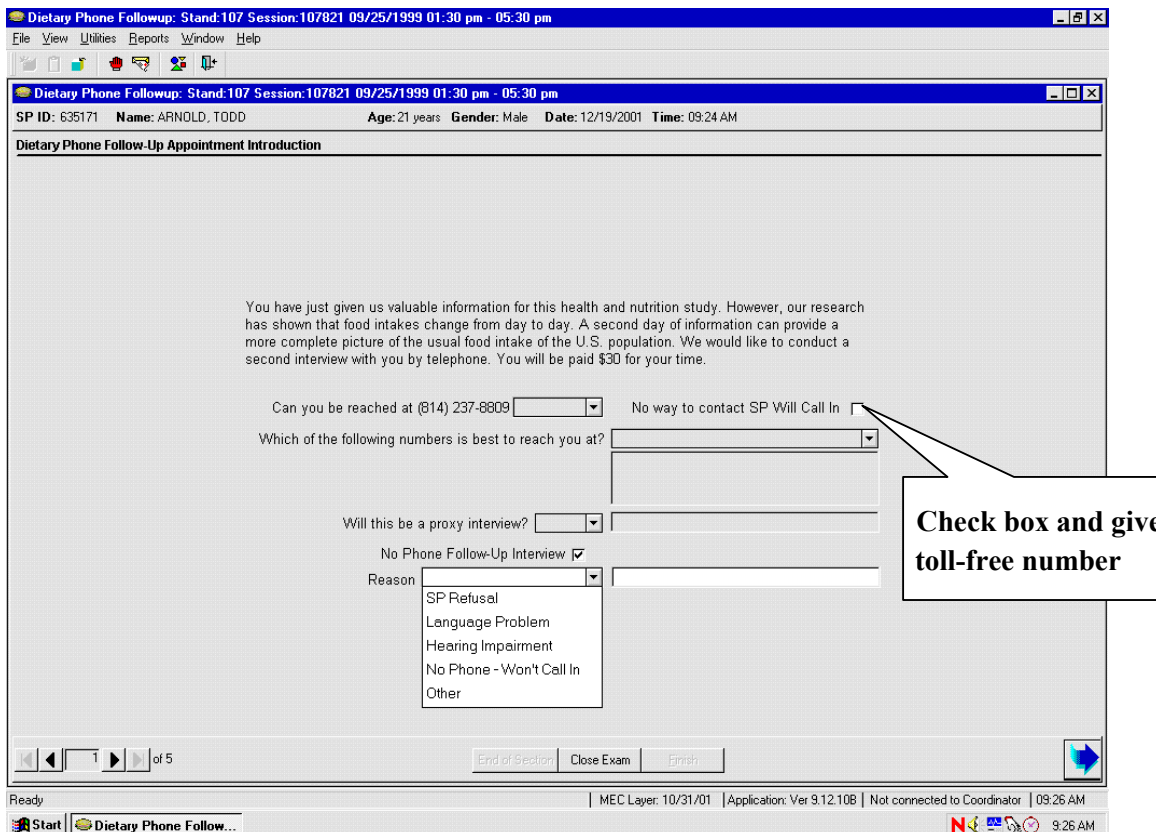 Dietary Phone Followup: Stand:107 Session:107821 09/25/1999 01:30 pm - 05:30 pm
File View Utilities Reports Window Help
Dietary Phone Followup: Stand:107 Session:107821 09/25/1999 01:30 pm - 05:30 pm
SP ID: 635171 Name: ARNOLD, TODD Age: 21 years Gender: Male Date: 12/19/2001 Time: 09:24 AM
Dietary Phone Follow-Up Appointment Introduction
You have just given us valuable information for this health and nutrition study. However, our research
has shown that food intakes change from day to day. A second day of information can provide a
more complete picture of the usual food intake of the U.S. population. We would like to conduct a
second interview with you by telephone. You will be paid $30 for your time.
Can you be reached at (814) 237-8809 No way to contact SP Will Call In
Which of the following numbers is best to reach you at?
Check box and give
toll-free number
Will this be a proxy interview?
No Phone Follow-Up Interview
Reason
SP Refusal
Language Problem
Hearing Impairment
No Phone - Won't Call In
Other
1 of 5 End of Section Close Exam Finish
Ready MEC Layer: 10/31/01 Application: Ver 9.12.10B Not connected to Coordinator 09:26 AM
Start Dietary Phone Follow... N 9:26 AM